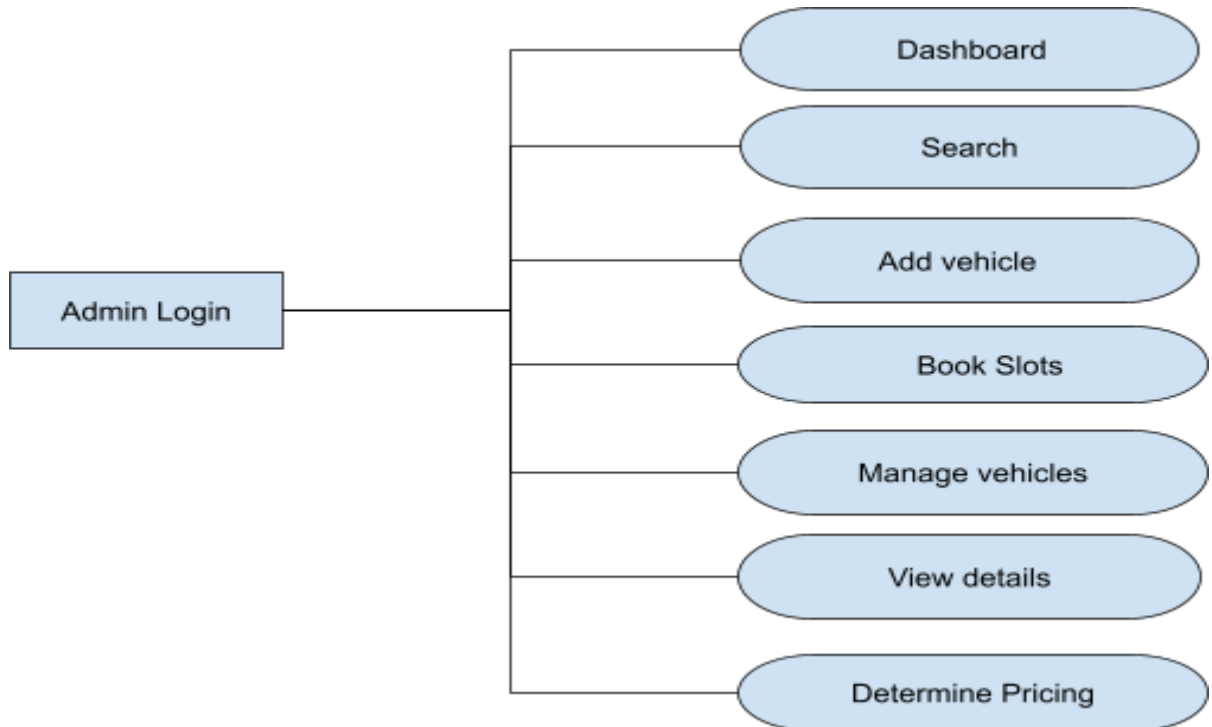 Dashboard
Search
Add vehicle
Admin Login
Book Slots
Manage vehicles
View details
Determine Pricing